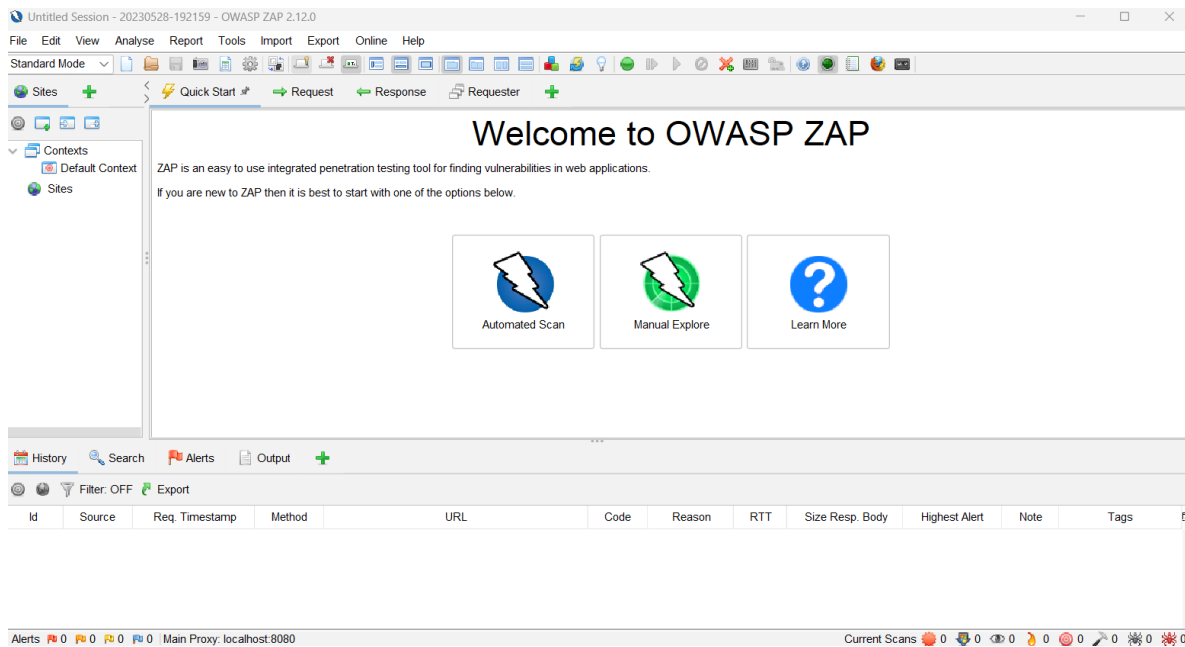 Untitled Session - 20230528-192159 - OWASP ZAP 2.12.0
File Edit View Analyse Report Tools Import Export Online Help
Standard Mode
Sites Quick Start Request Response Requester
Contexts
Default Context
Sites
Welcome to OWASP ZAP
ZAP is an easy to use integrated penetration testing tool for finding vulnerabilities in web applications.
If you are new to ZAP then it is best to start with one of the options below.
Automated Scan Manual Explore Learn More
History Search Alerts Output
Filter: OFF Export
Id Source Req. Timestamp Method URL Code Reason RTT Size Resp. Body Highest Alert Note Tags
Alerts 0 0 0 0 Main Proxy: localhost:8080 Current Scans 0 0 0 0 0 0 0 0